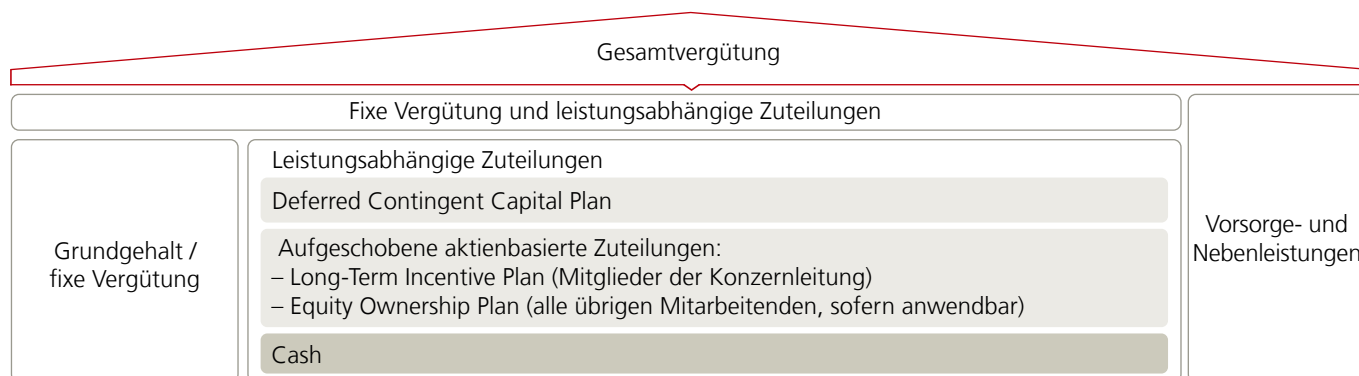 Gesamtvergütung
Fixe Vergütung und leistungsabhängige Zuteilungen
Grundgehalt /
fixe Vergütung
Leistungsabhängige Zuteilungen
Deferred Contingent Capital Plan
Aufgeschobene aktienbasierte Zuteilungen:
– Long-Term Incentive Plan (Mitglieder der Konzernleitung)
– Equity Ownership Plan (alle übrigen Mitarbeitenden, sofern anwendbar)
Cash
Vorsorge- und
Nebenleistungen